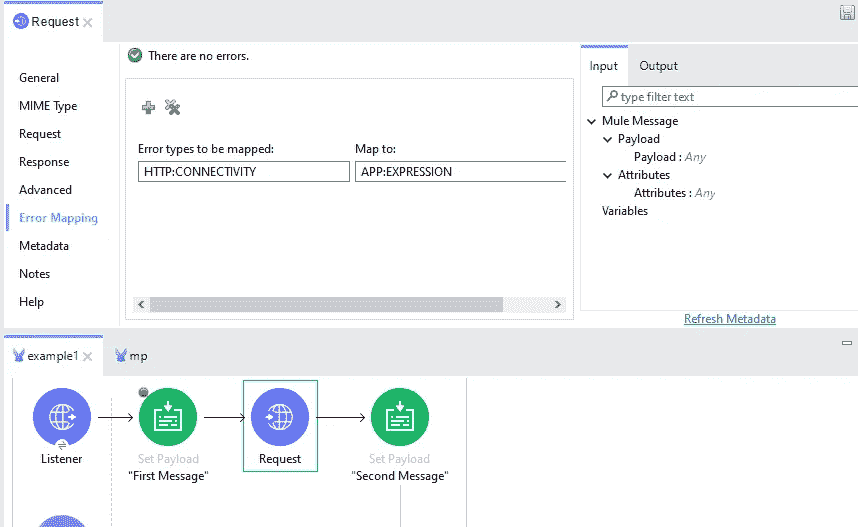 Request
There are no errors.
General
MIME Type
Request
Response
Advanced
Error Mapping
Metadata
Notes
Help
Error types to be mapped:
Map to:
HTTP:CONNECTIVITY
APP:EXPRESSION
Input
Output
type filter text
Mule Message
Payload
Payload : Any
Attributes
Attributes : Any
Variables
Refresh Metadata
example1
mp
Listener
Set Payload
"First Message"
Request
Set Payload
"Second Message"